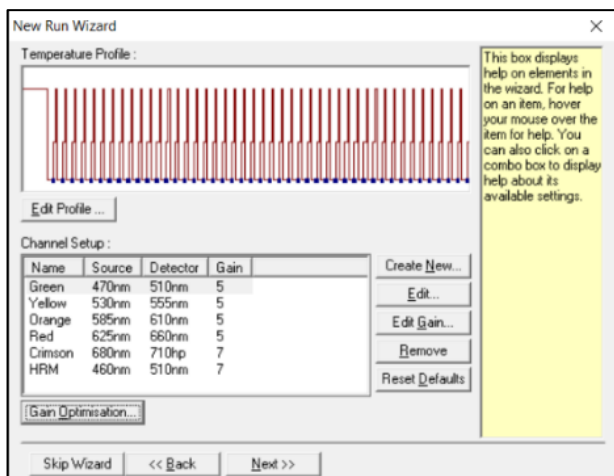 New Run Wizard
Temperature Profile :
Edit Profile ...
Channel Setup :
Name Source Detector Gain
Green 470nm 510nm 5
Yellow 530nm 555nm 5
Orange 585nm 610nm 5
Red 625nm 660nm 5
Crimson 680nm 710hp 7
HRM 460nm 510nm 7
Create New...
Edit...
Edit Gain...
Remove
Reset Defaults
Gain Optimisation...
Skip Wizard
<< Back
Next >>
This box displays
help on elements in
the wizard. For help
on an item, hover
your mouse over the
item for help. You
can also click on a
combo box to display
help about its
available settings.